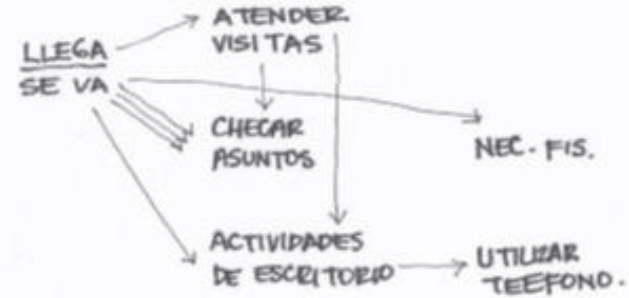 ATENDER
VISITAS
LLEGA
SE VA
CHECAR
ASUNTOS
NEC. FIS.
ACTIVIDADES
DE ESCRITORIO
UTILIZAR
TEEFONO.